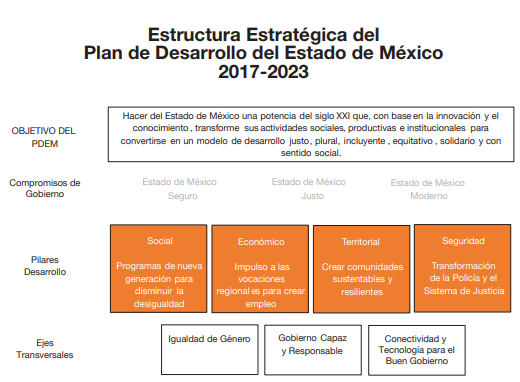 Estructura Estratégica del
Plan de Desarrollo del Estado de México
2017-2023
OBJETIVO DEL
PDEM
Hacer del Estado de México una potencia del siglo XXI que, con base en la innovación y el
conocimiento, transforme sus actividades sociales, productivas e institucionales para
convertirse en un modelo de desarrollo justo, plural, incluyente, equitativo, solidario y con
sentido social.
Compromisos de
Gobierno
Estado de México
Seguro
Estado de México
Justo
Estado de México
Moderno
Pilares
Desarrollo
Social
Programas de nueva
generación para
disminuir la
desigualdad
Económico
Impulso a las
vocaciones
regionales para crear
empleo
Territorial
Crear comunidades
sustentables y
resilientes
Seguridad
Transformación
de la Policía y el
Sistema de Justicia
Ejes
Transversales
Igualdad de Género
Gobierno Capaz
y Responsable
Conectividad y
Tecnología para el
Buen Gobierno